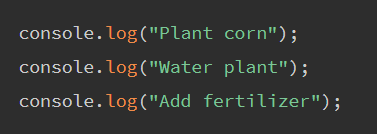 console.log("Plant corn");
console.log("Water plant");
console.log("Add fertilizer");